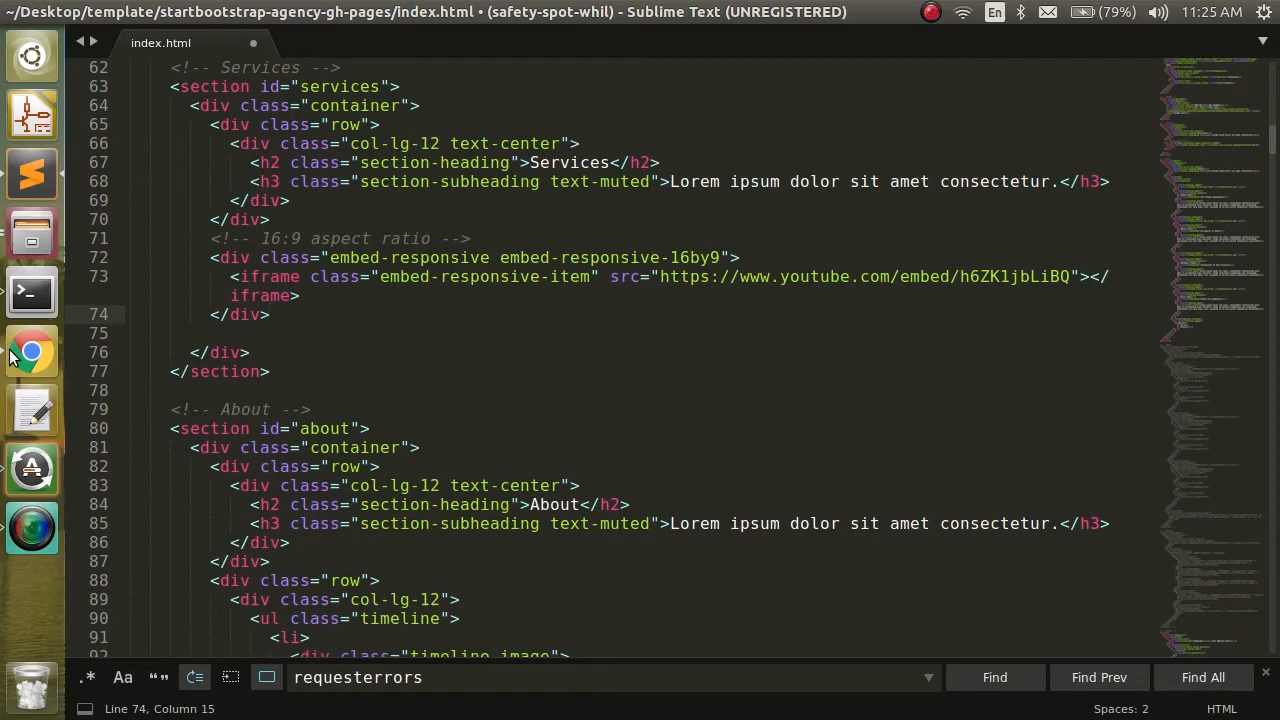 ~/Desktop/template/startbootstrap-agency-gh-pages/index.html • (safety-spot-whil) - Sublime Text (UNREGISTERED)
En
(79%)
11:25 AM
index.html
62 <!-- Services -->
63 <section id="services">
64 <div class="container">
65 <div class="row">
66 <div class="col-lg-12 text-center">
67 <h2 class="section-heading">Services</h2>
68 <h3 class="section-subheading text-muted">Lorem ipsum dolor sit amet consectetur.</h3>
69 </div>
70 </div>
71 <!-- 16:9 aspect ratio -->
72 <div class="embed-responsive embed-responsive-16by9">
73 <iframe class="embed-responsive-item" src="https://www.youtube.com/embed/h6ZK1jbLiBQ"></
iframe>
74 </div>
75
76 </div>
77 </section>
78
79 <!-- About -->
80 <section id="about">
81 <div class="container">
82 <div class="row">
83 <div class="col-lg-12 text-center">
84 <h2 class="section-heading">About</h2>
85 <h3 class="section-subheading text-muted">Lorem ipsum dolor sit amet consectetur.</h3>
86 </div>
87 </div>
88 <div class="row">
89 <div class="col-lg-12">
90 <ul class="timeline">
91 <li>
92 <div class="timeline-image">
.* Aa “” requesterrors Find Find Prev Find All
Line 74, Column 15 Spaces: 2 HTML